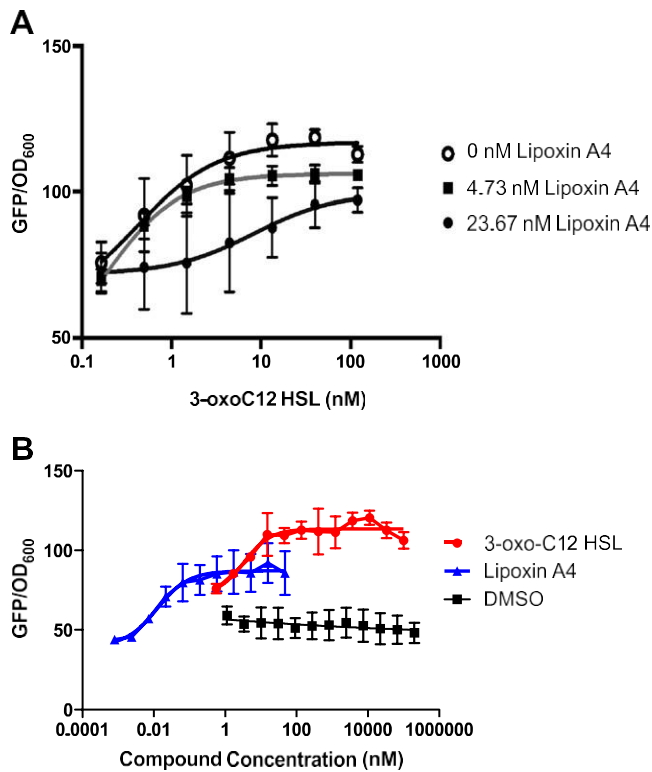 A
150
100
50
GFP/OD600
0.1
1
10
100
1000
3-oxoC12 HSL (nM)
0 nM Lipoxin A4
4.73 nM Lipoxin A4
23.67 nM Lipoxin A4
B
150
100
50
0
GFP/OD600
0.0001
0.01
1
100
10000
1000000
Compound Concentration (nM)
3-oxo-C12 HSL
Lipoxin A4
DMSO